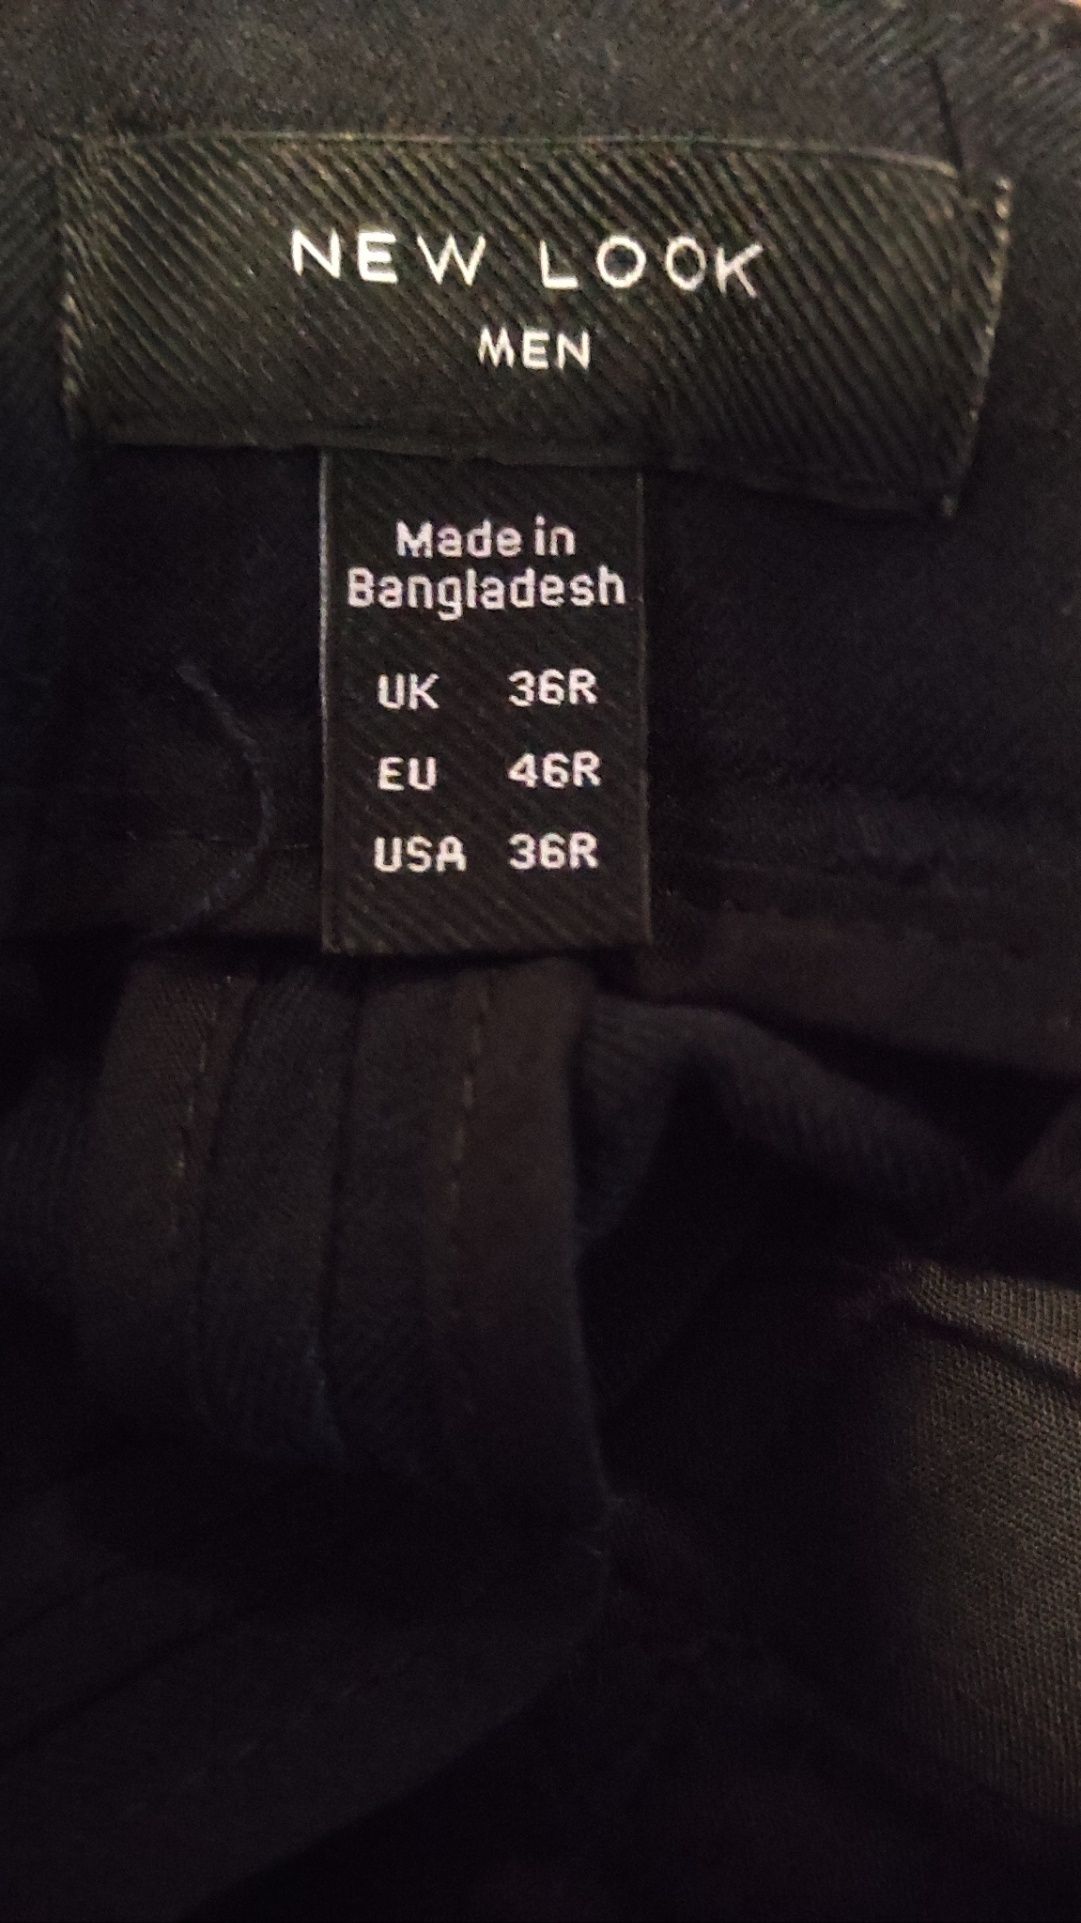 NEW LOOK
MEN
Made in
Bangladesh
UK 36R
EU 46R
USA 36R